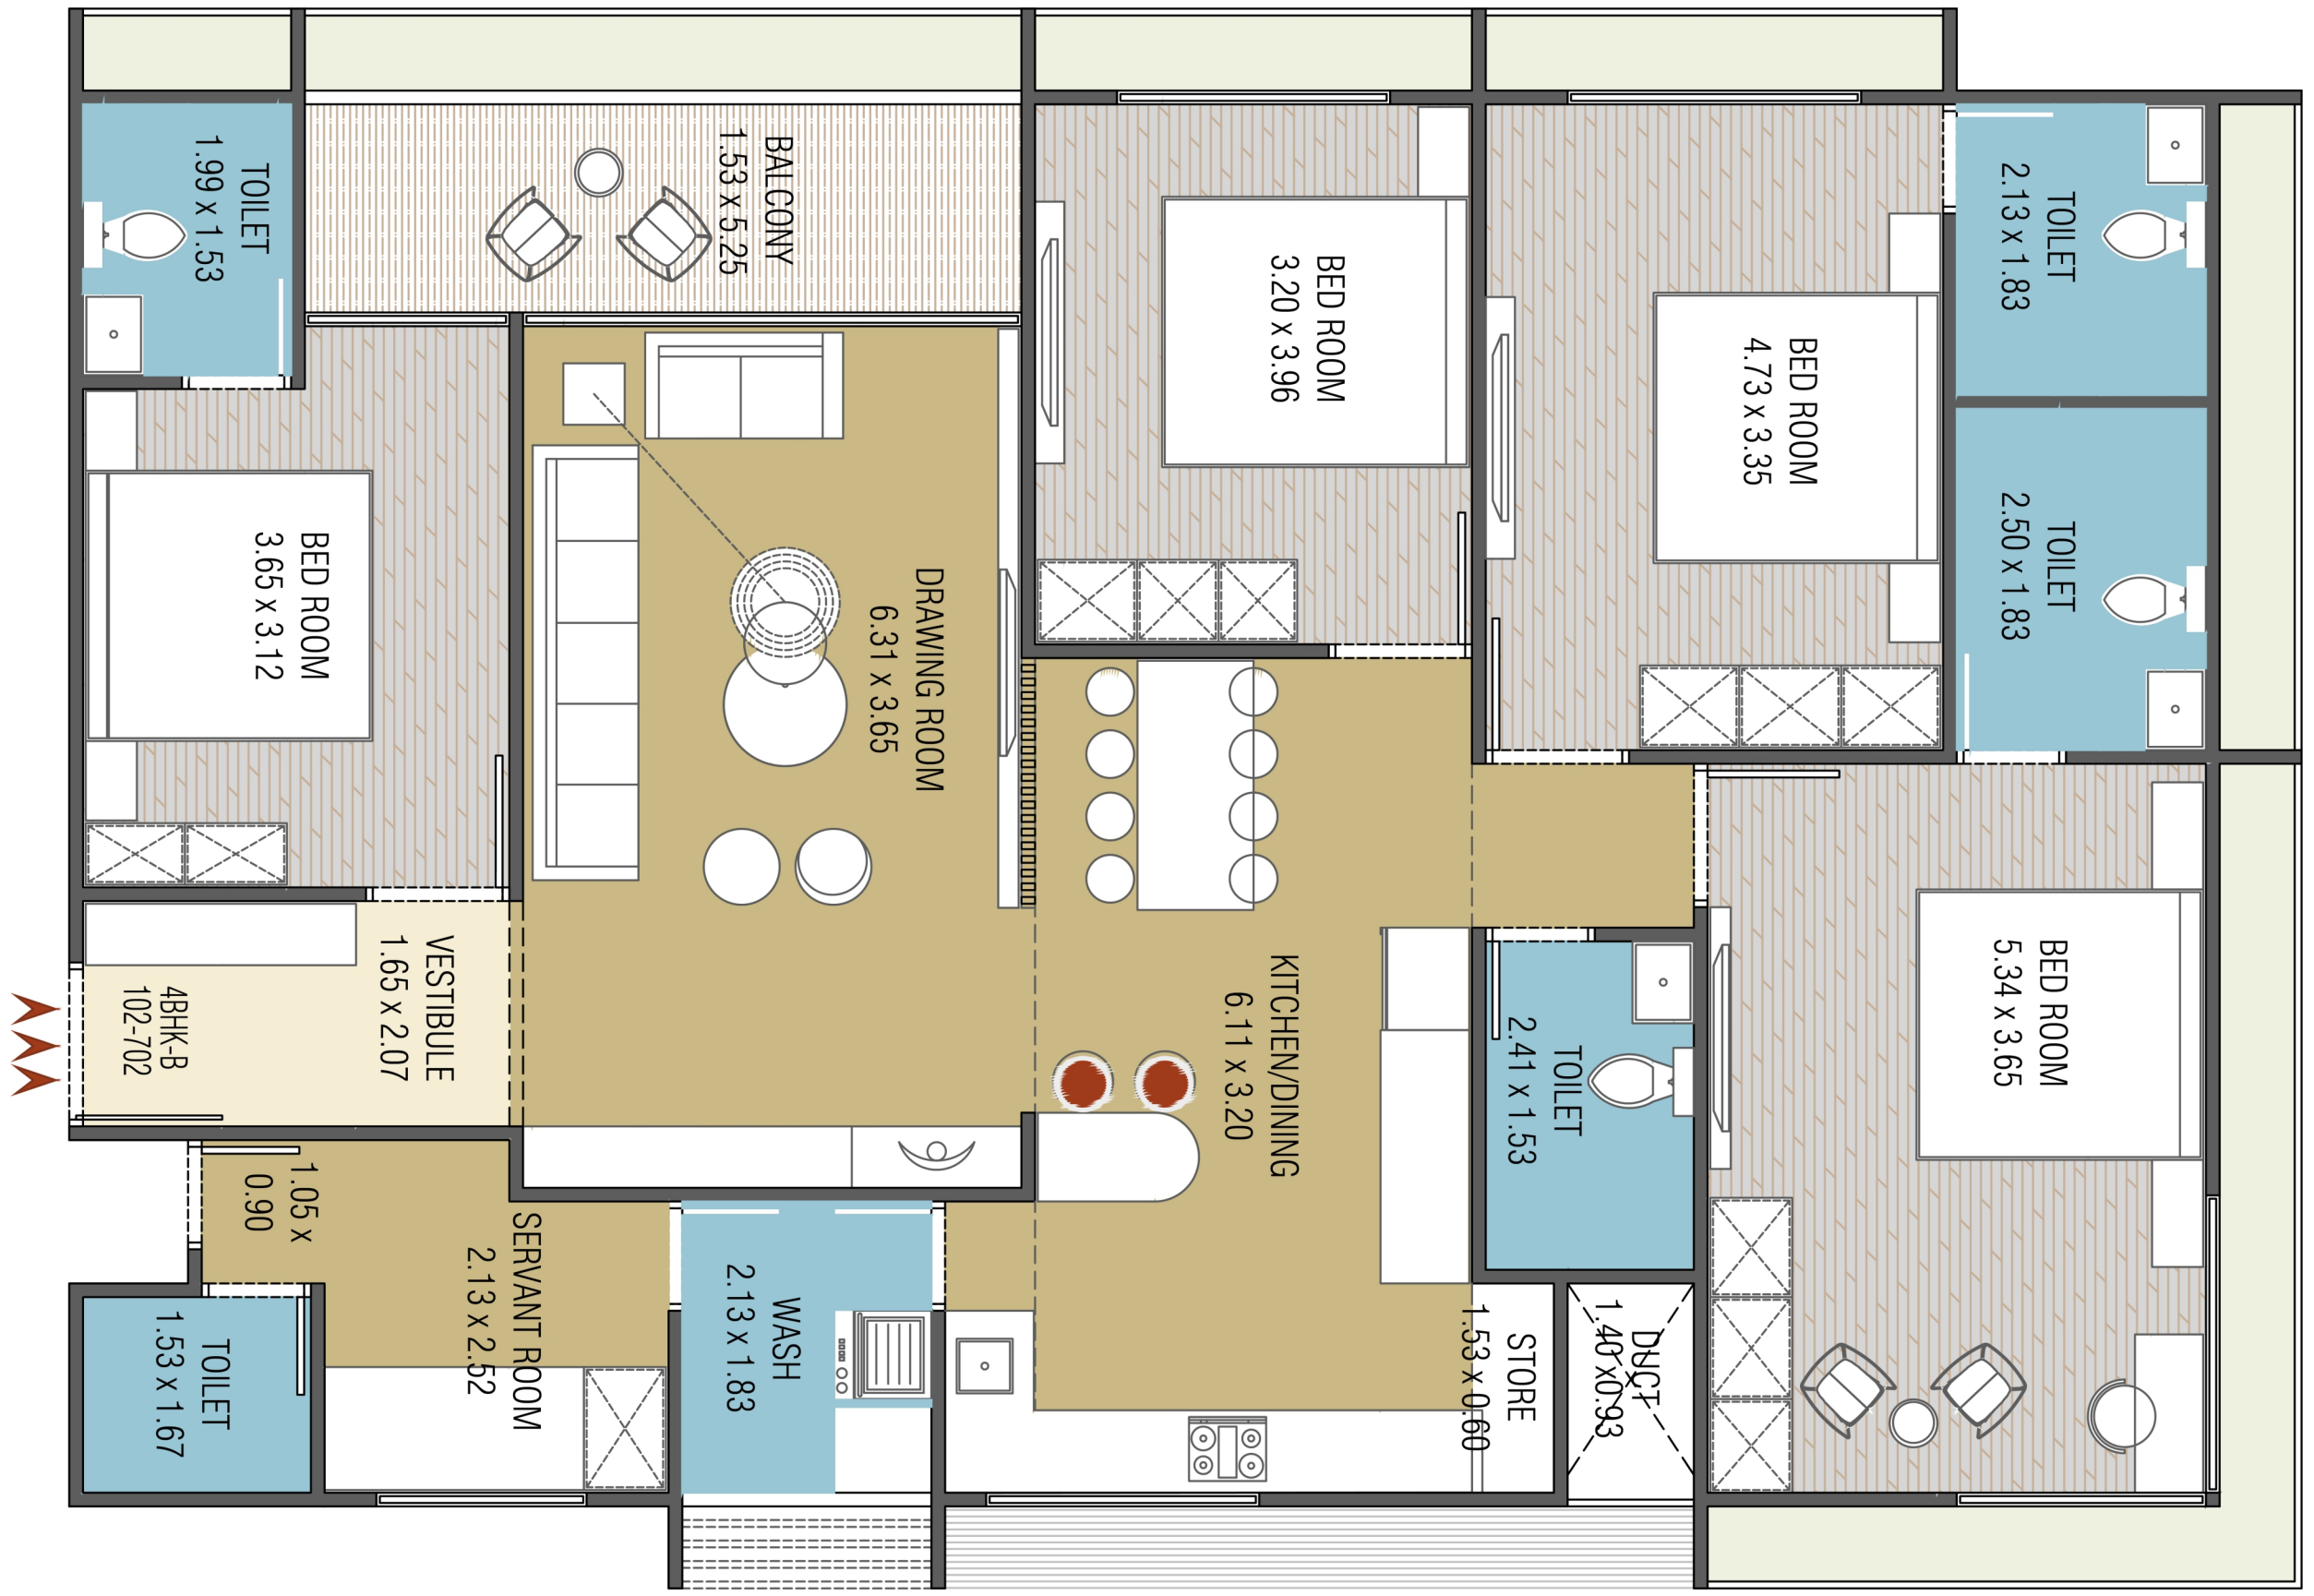 TOILET
1.99 x 1.53
BALCONY
1.53 x 5.25
BED ROOM
3.20 x 3.96
BED ROOM
4.73 x 3.35
TOILET
2.13 x 1.83
TOILET
2.50 x 1.83
BED ROOM
3.65 x 3.12
DRAWING ROOM
6.31 x 3.65
VESTIBULE
1.65 x 2.07
4BHK-B
102-702
KITCHEN/DINING
6.11 x 3.20
TOILET
2.41 x 1.53
BED ROOM
5.34 x 3.65
1.05 x
0.90
SERVANT ROOM
2.13 x 2.52
TOILET
1.53 x 1.67
WASH
2.13 x 1.83
STORE
1.53 x 0.60
DUCT
1.40 x0.93